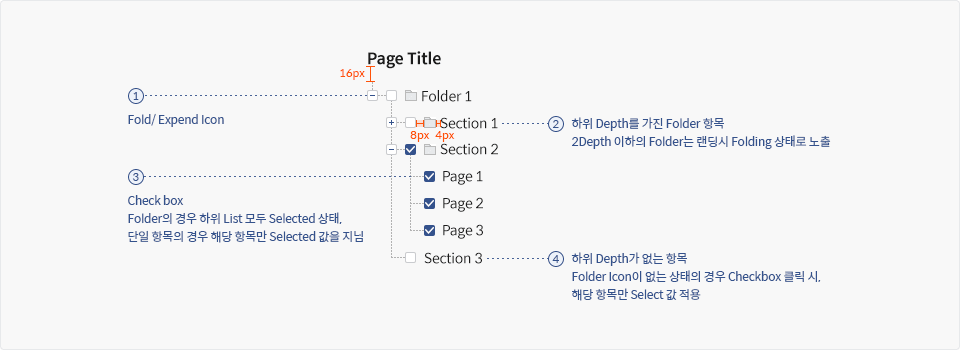 Page Title
16px
1
Folder 1
Fold/ Expend Icon
Section 1
8px 4px
2
하위 Depth를 가진 Folder 항목
2Depth 이하의 Folder는 랜딩시 Folding 상태로 노출
Section 2
3
Page 1
Check box
Folder의 경우 하위 List 모두 Selected 상태,
단일 항목의 경우 해당 항목만 Selected 값을 지님
Page 2
Page 3
Section 3
4
하위 Depth가 없는 항목
Folder Icon이 없는 상태의 경우 Checkbox 클릭 시,
해당 항목만 Select 값 적용